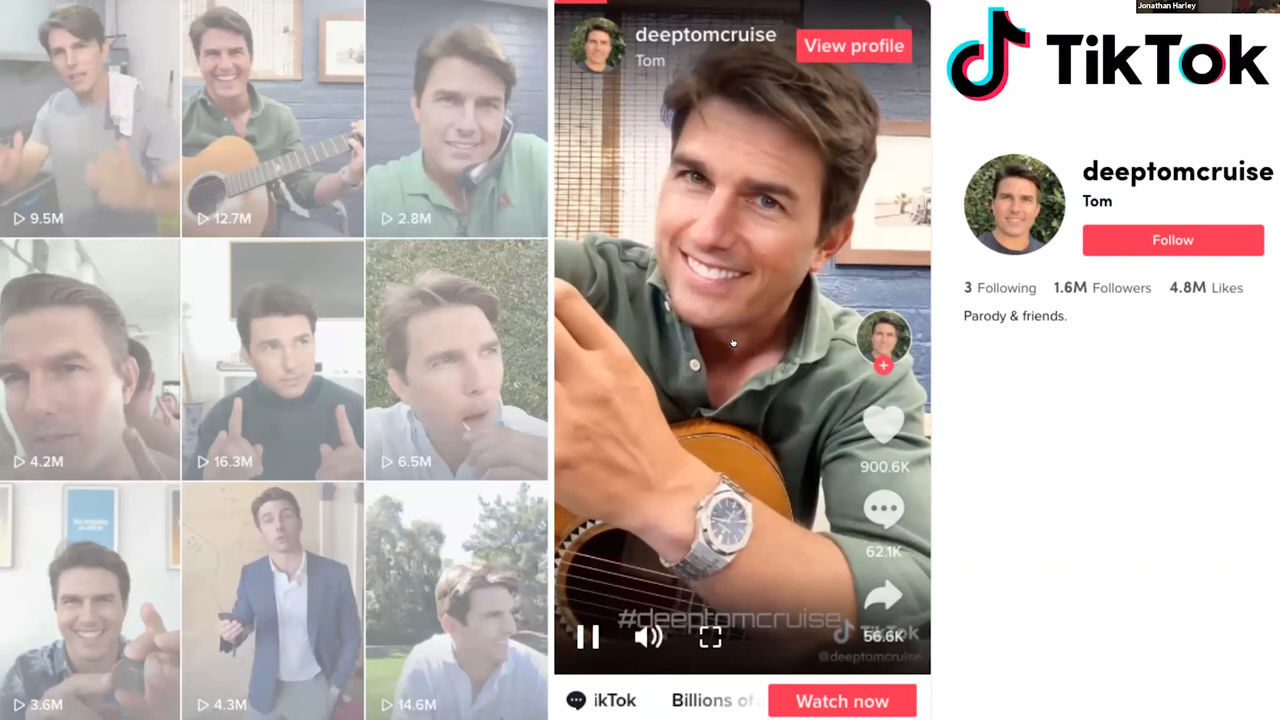 Jonathan Harley
TikTok
deeptomcruise
Tom
View profile
9.5M
12.7M
2.8M
4.2M
16.3M
6.5M
3.6M
4.3M
14.6M
900.6K
62.1K
56.6K
#deeptomcruise
TikTok
@deeptomcruise
ikTok
Billions of
Watch now
deeptomcruise
Tom
Follow
3 Following 1.6M Followers 4.8M Likes
Parody & friends.